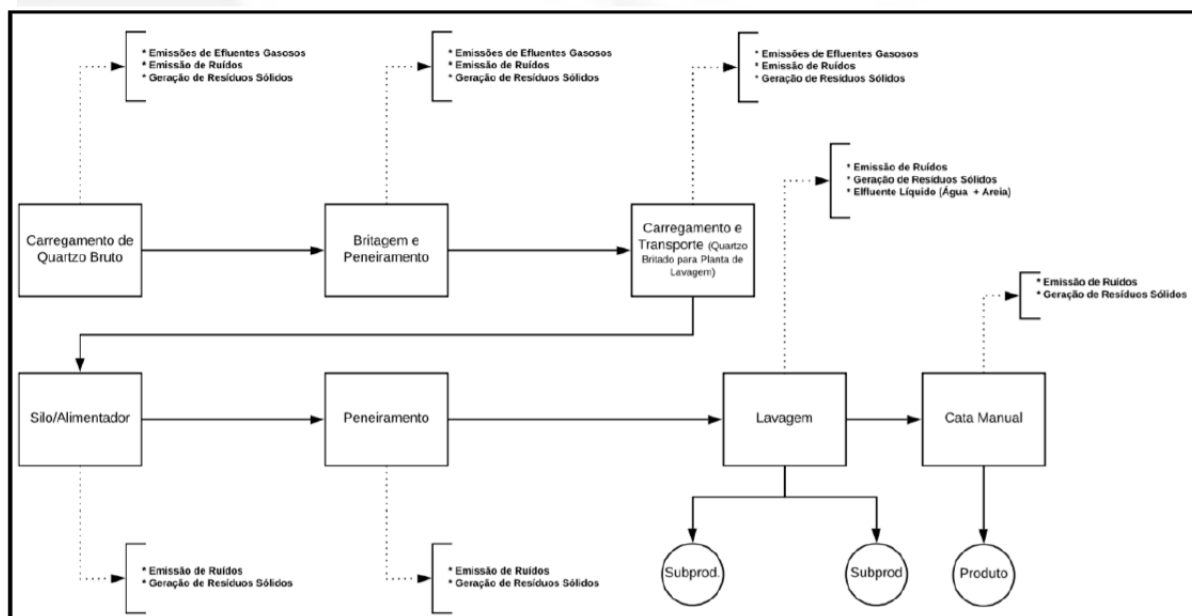 * Emissões de Efluentes Gasosos
* Emissão de Ruídos
* Geração de Resíduos Sólidos
* Emissões de Efluentes Gasosos
* Emissão de Ruídos
* Geração de Resíduos Sólidos
* Emissões de Efluentes Gasosos
* Emissão de Ruídos
* Geração de Resíduos Sólidos
* Emissão de Ruídos
* Geração de Resíduos Sólidos
* Elfluente Líquido (Água + Areia)
Carregamento de
Quartzo Bruto
Britagem e
Peneiramento
Carregamento e
Transporte (Quartzo
Britado para Planta de
Lavagem)
* Emissão de Ruídos
* Geração de Resíduos Sólidos
Silo/Alimentador
Peneiramento
Lavagem
Cata Manual
* Emissão de Ruídos
* Geração de Resíduos Sólidos
* Emissão de Ruídos
* Geração de Resíduos Sólidos
Subprod.
Subprod
Produto